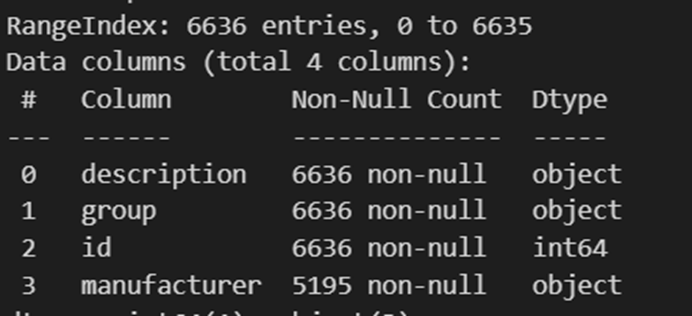 RangeIndex: 6636 entries, 0 to 6635
Data columns (total 4 columns):
 #   Column        Non-Null Count  Dtype
---  ------        --------------  -----
 0   description   6636 non-null   object
 1   group         6636 non-null   object
 2   id            6636 non-null   int64
 3   manufacturer  5195 non-null   object